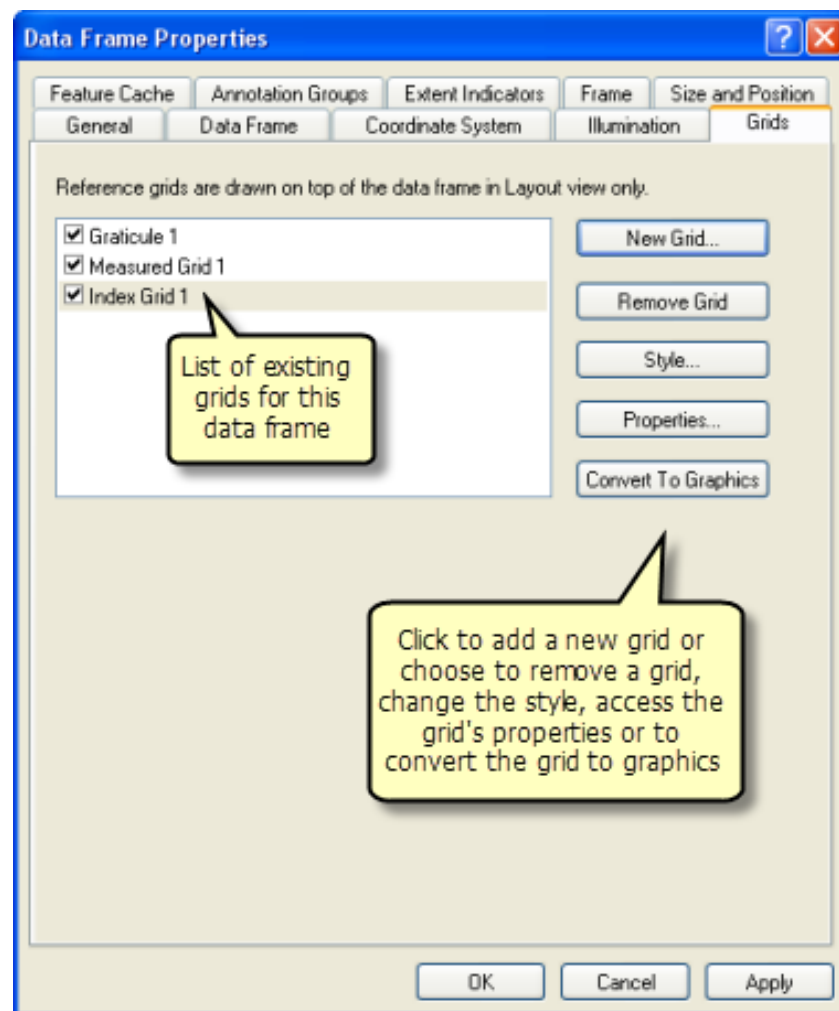 Data Frame Properties
Feature Cache Annotation Groups Extent Indicators Frame Size and Position
General Data Frame Coordinate System Illumination Grids
Reference grids are drawn on top of the data frame in Layout view only.
Graticule 1
Measured Grid 1
Index Grid 1
List of existing
grids for this
data frame
New Grid...
Remove Grid
Style...
Properties...
Convert To Graphics
Click to add a new grid or
choose to remove a grid,
change the style, access the
grid's properties or to
convert the grid to graphics
OK Cancel Apply